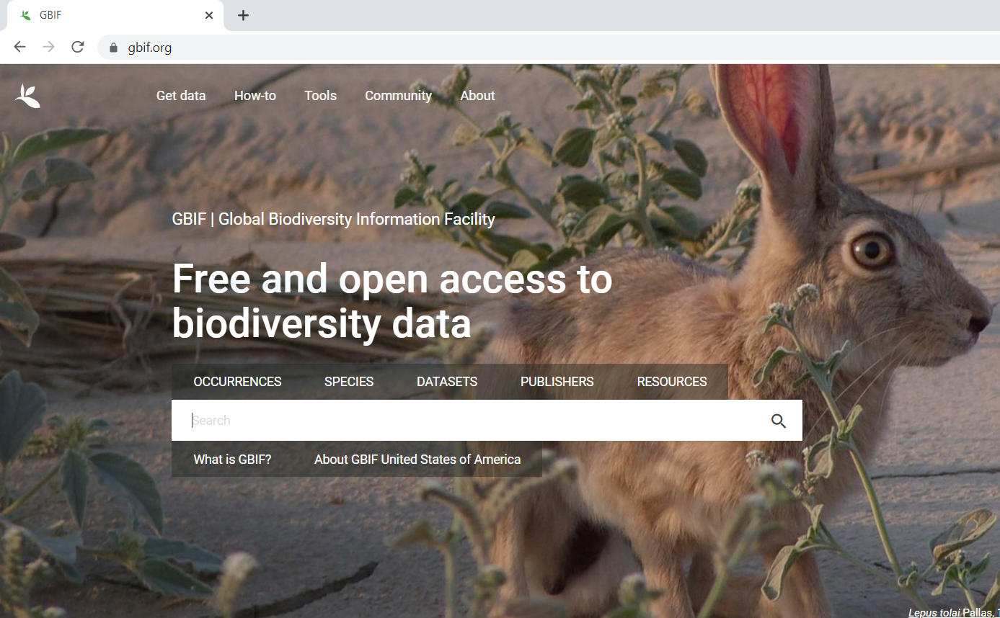 GBIF
gbif.org
Get data How-to Tools Community About
GBIF | Global Biodiversity Information Facility
Free and open access to
biodiversity data
OCCURRENCES SPECIES DATASETS PUBLISHERS RESOURCES
Search
What is GBIF? About GBIF United States of America
Lepus tolai Pallas,